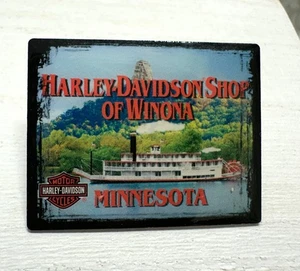 HARLEY-DAVIDSON SHOP
OF WINONA
MOTOR
HARLEY-DAVIDSON
CYCLES
MINNESOTA